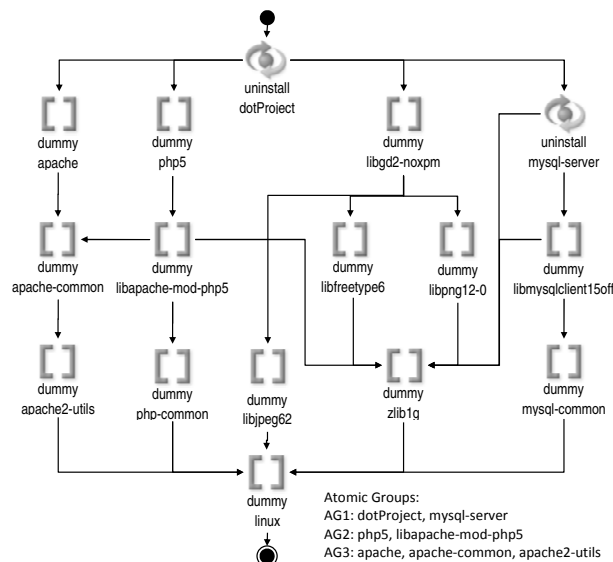 uninstall
dotProject
dummy
apache
dummy
php5
dummy
libgd2-noxpm
uninstall
mysql-server
dummy
apache-common
dummy
libapache-mod-php5
dummy
libfreetype6
dummy
libpng12-0
dummy
libmysqlclient15off
dummy
apache2-utils
dummy
php-common
dummy
libjpeg62
dummy
zlib1g
dummy
mysql-common
dummy
linux
Atomic Groups:
AG1: dotProject, mysql-server
AG2: php5, libapache-mod-php5
AG3: apache, apache-common, apache2-utils